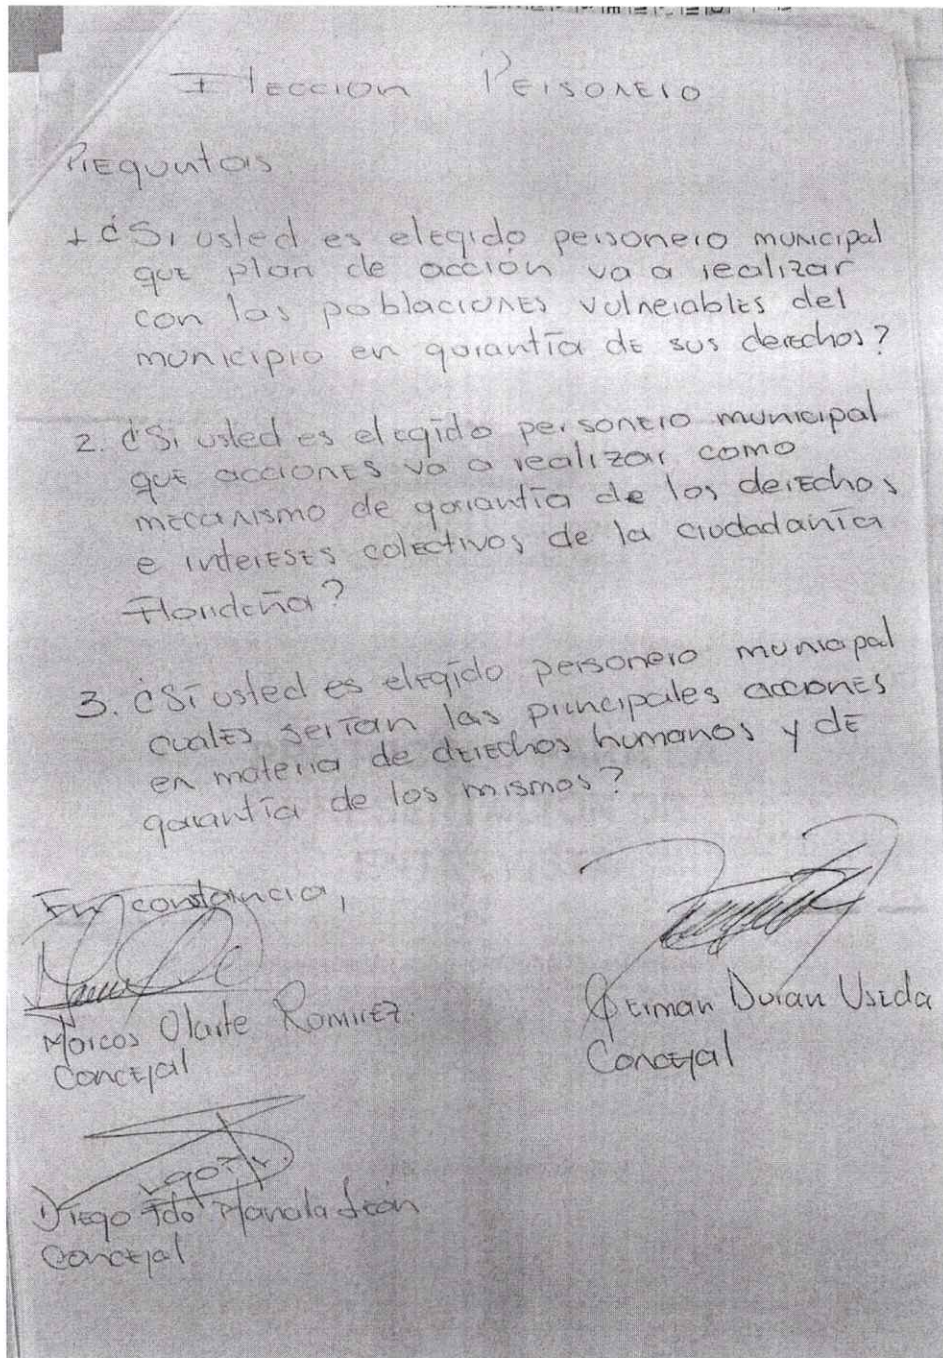 Eleccion Personero
Preguntas.
1 ¿Si usted es elegido personero municipal
que plan de acción va a realizar
con las poblaciones vulnerables del
municipio en garantía de sus derechos?
2. ¿Si usted es elegido personero municipal
que acciones va a realizar como
mecanismo de garantía de los derechos
e intereses colectivos de la ciudadanía
Florideña?
3. ¿Sí usted es elegido personero municipal
cuales serían las principales acciones
en materia de derechos humanos y de
garantía de los mismos?
En constancia,
Marcos Olarte Ramirez.
Concejal
German Duran Useda
Concejal
Diego Fdo
Concejal